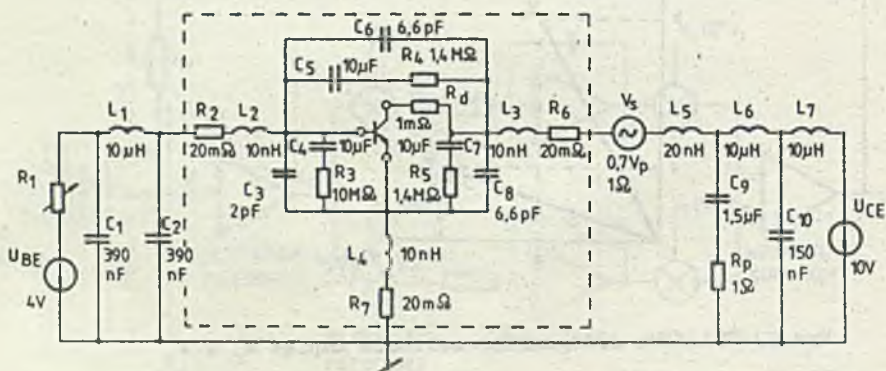 C6 6,6pF
R4 1,4MΩ
C5 10µF
Rd
1mΩ
L1
10µH
R2
20mΩ
L2
10nH
C4
10µF
R3
10MΩ
C3
2pF
10µF
C7
R5
1,4MΩ
C8
6,6pF
L3
10nH
R6
20mΩ
Vs
0,7Vp
1Ω
L5
20nH
L6
10µH
L7
10µH
R1
UBE
4V
C1
390
nF
C2
390
nF
L4
10nH
R7
20mΩ
C9
1,5µF
Rp
1Ω
C10
150
nF
UCE
10V